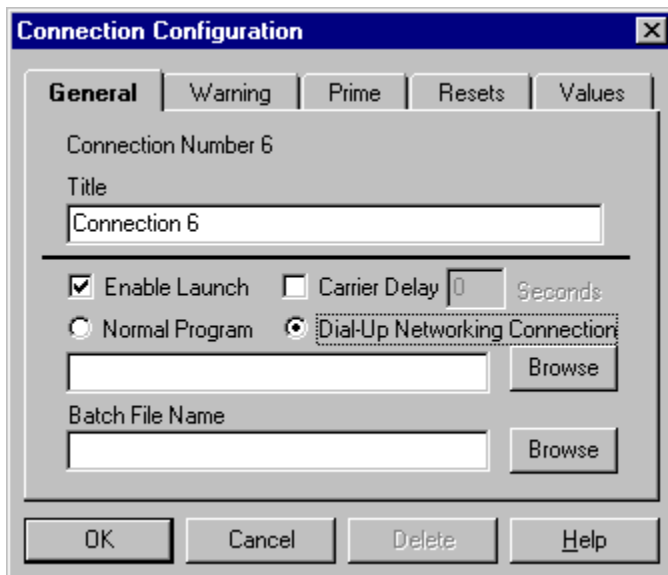 Connection Configuration
General Warning Prime Resets Values
Connection Number 6
Title
Connection 6
Enable Launch Carrier Delay 0 Seconds
Normal Program Dial-Up Networking Connection
Browse
Batch File Name
Browse
OK Cancel Delete Help